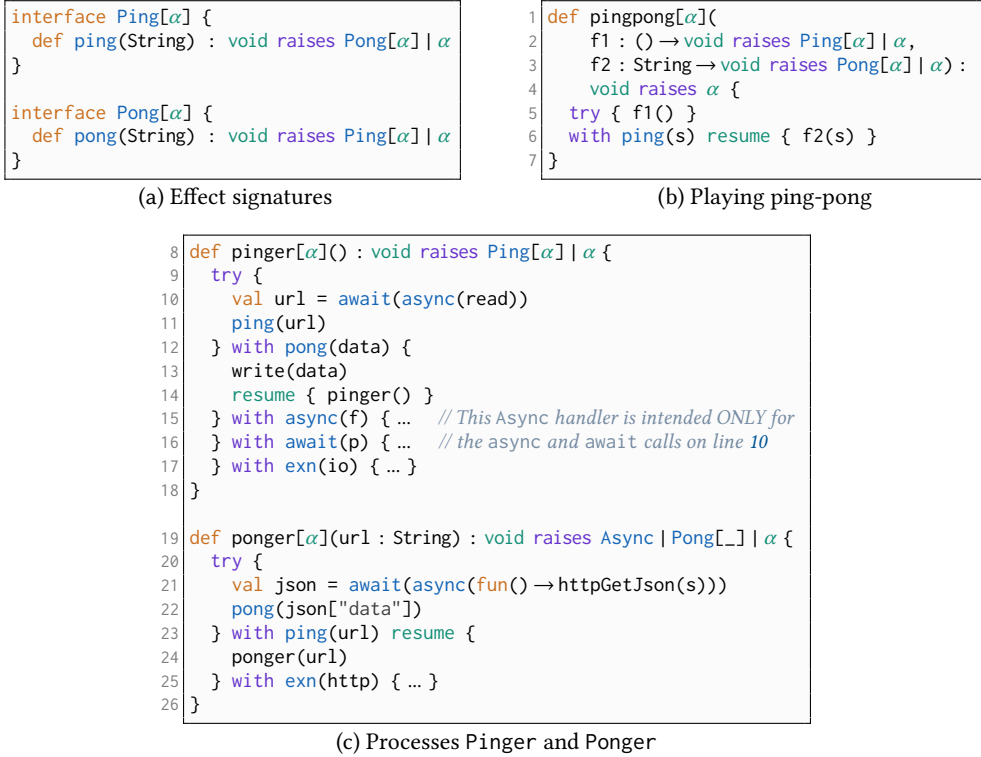 interface Ping[α] {
def ping(String) : void raises Pong[α] | α
}
interface Pong[α] {
def pong(String) : void raises Ping[α] | α
}
(a) Effect signatures
1 def pingpong[α](
2 f1 : () → void raises Ping[α] | α,
3 f2 : String → void raises Pong[α] | α) :
4 void raises α {
5 try { f1() }
6 with ping(s) resume { f2(s) }
7 }
(b) Playing ping-pong
8 def pinger[α]() : void raises Ping[α] | α {
9 try {
10 val url = await(async(read))
11 ping(url)
12 } with pong(data) {
13 write(data)
14 resume { pinger() }
15 } with async(f) { … // This Async handler is intended ONLY for
16 } with await(p) { … // the async and await calls on line 10
17 } with exn(io) { … }
18 }
19 def ponger[α](url : String) : void raises Async | Pong[_] | α {
20 try {
21 val json = await(async(fun() → httpGetJson(s)))
22 pong(json["data"])
23 } with ping(url) resume {
24 ponger(url)
25 } with exn(http) { … }
26 }
(c) Processes Pinger and Ponger